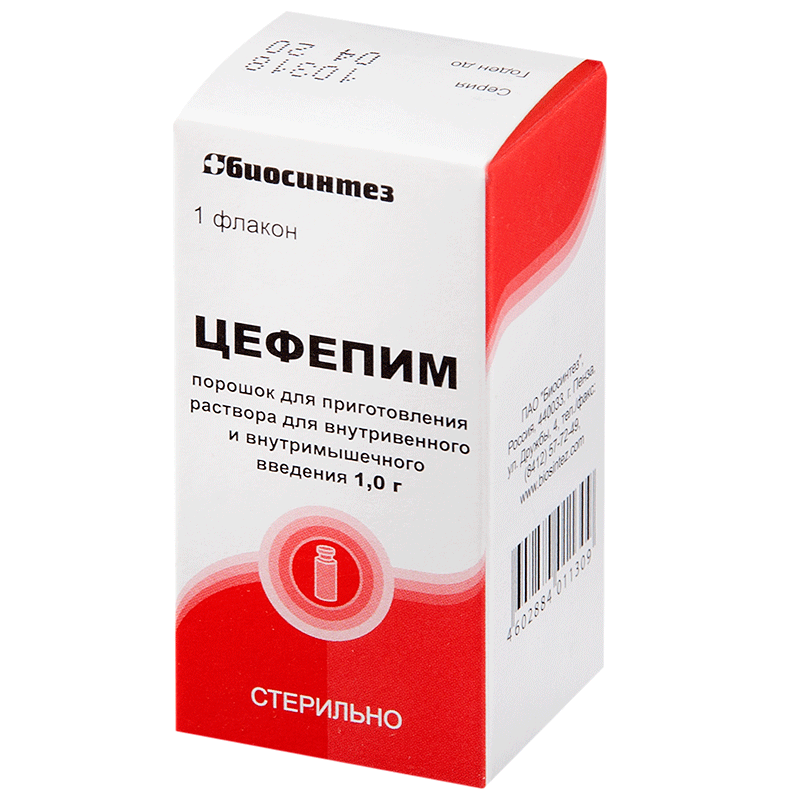 Серия
10318
Годен до
04 20
биосинтез
1 флакон
ЦЕФЕПИМ
порошок для приготовления
раствора для внутривенного
и внутримышечного
введения 1,0 г
СТЕРИЛЬНО
ПАО "Биосинтез",
Россия, 440033, г. Пенза,
ул. Дружбы, 4, тел./факс:
(8412) 57-72-49,
www.biosintez.com
4602884011309